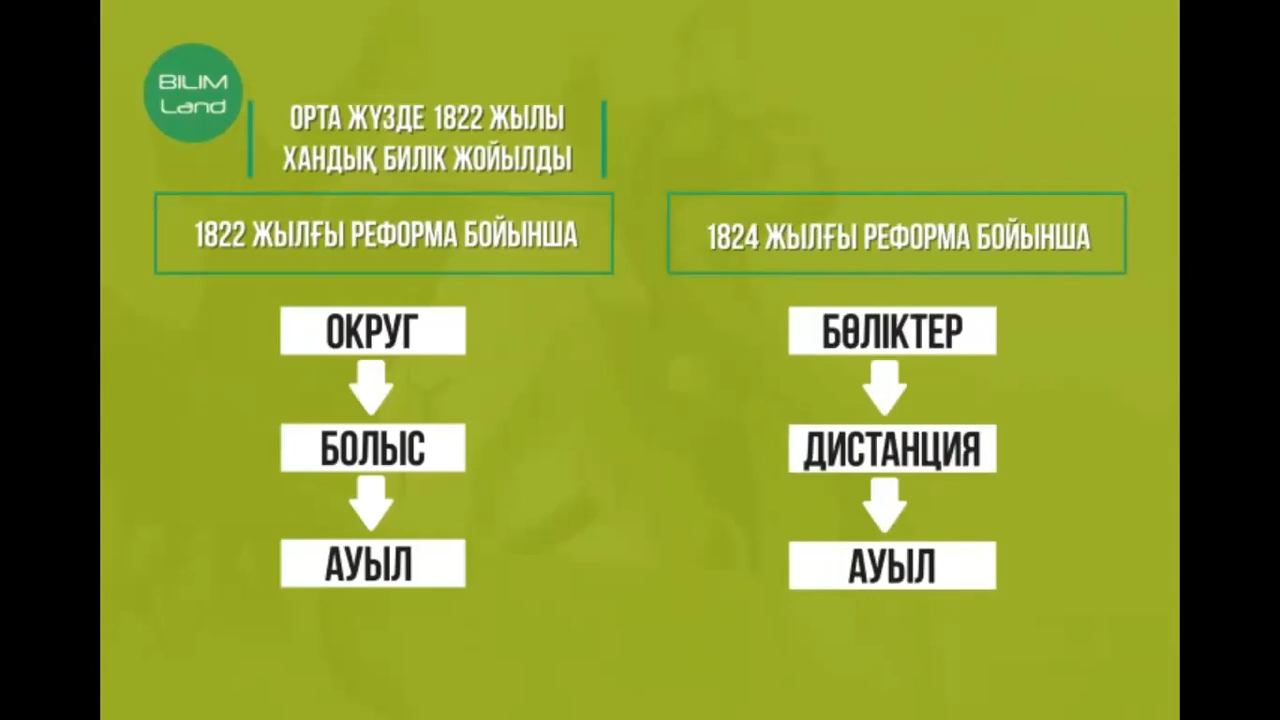 BILIM
Land
ОРТА ЖҮЗДЕ 1822 ЖЫЛЫ
ХАНДЫҚ БИЛІК ЖОЙЫЛДЫ
1822 ЖЫЛҒЫ РЕФОРМА БОЙЫНША
ОКРУГ
БОЛЫС
АУЫЛ
1824 ЖЫЛҒЫ РЕФОРМА БОЙЫНША
БӨЛІКТЕР
ДИСТАНЦИЯ
АУЫЛ